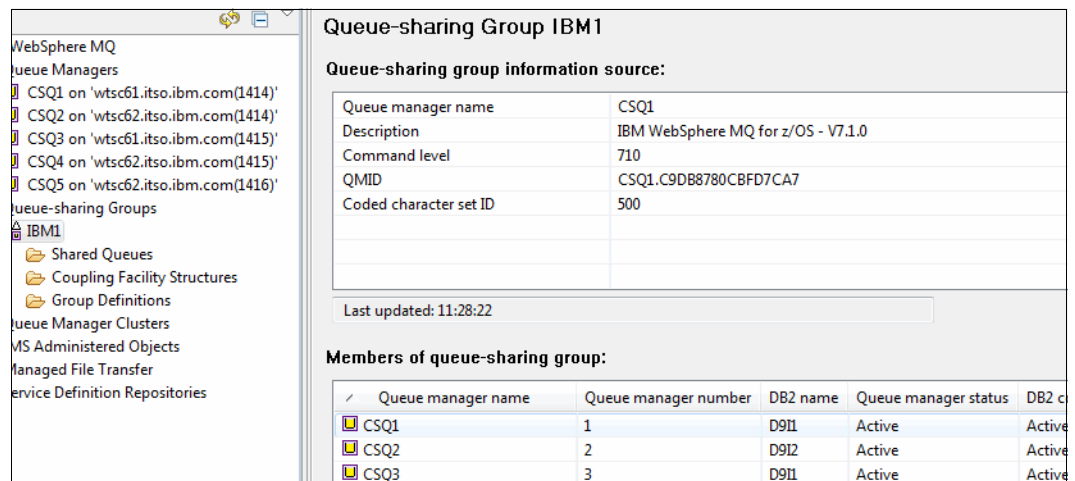 WebSphere MQ
ueue Managers
CSQ1 on 'wtsc61.itso.ibm.com(1414)'
CSQ2 on 'wtsc62.itso.ibm.com(1414)'
CSQ3 on 'wtsc61.itso.ibm.com(1415)'
CSQ4 on 'wtsc62.itso.ibm.com(1415)'
CSQ5 on 'wtsc62.itso.ibm.com(1416)'
ueue-sharing Groups
IBM1
Shared Queues
Coupling Facility Structures
Group Definitions
ueue Manager Clusters
MS Administered Objects
Managed File Transfer
ervice Definition Repositories
Queue-sharing Group IBM1
Queue-sharing group information source:
Queue manager name CSQ1
Description IBM WebSphere MQ for z/OS - V7.1.0
Command level 710
QMID CSQ1.C9DB8780CBFD7CA7
Coded character set ID 500
Last updated: 11:28:22
Members of queue-sharing group:
Queue manager name Queue manager number DB2 name Queue manager status DB2 c
CSQ1 1 D9I1 Active Active
CSQ2 2 D9I2 Active Active
CSQ3 3 D9I1 Active Active